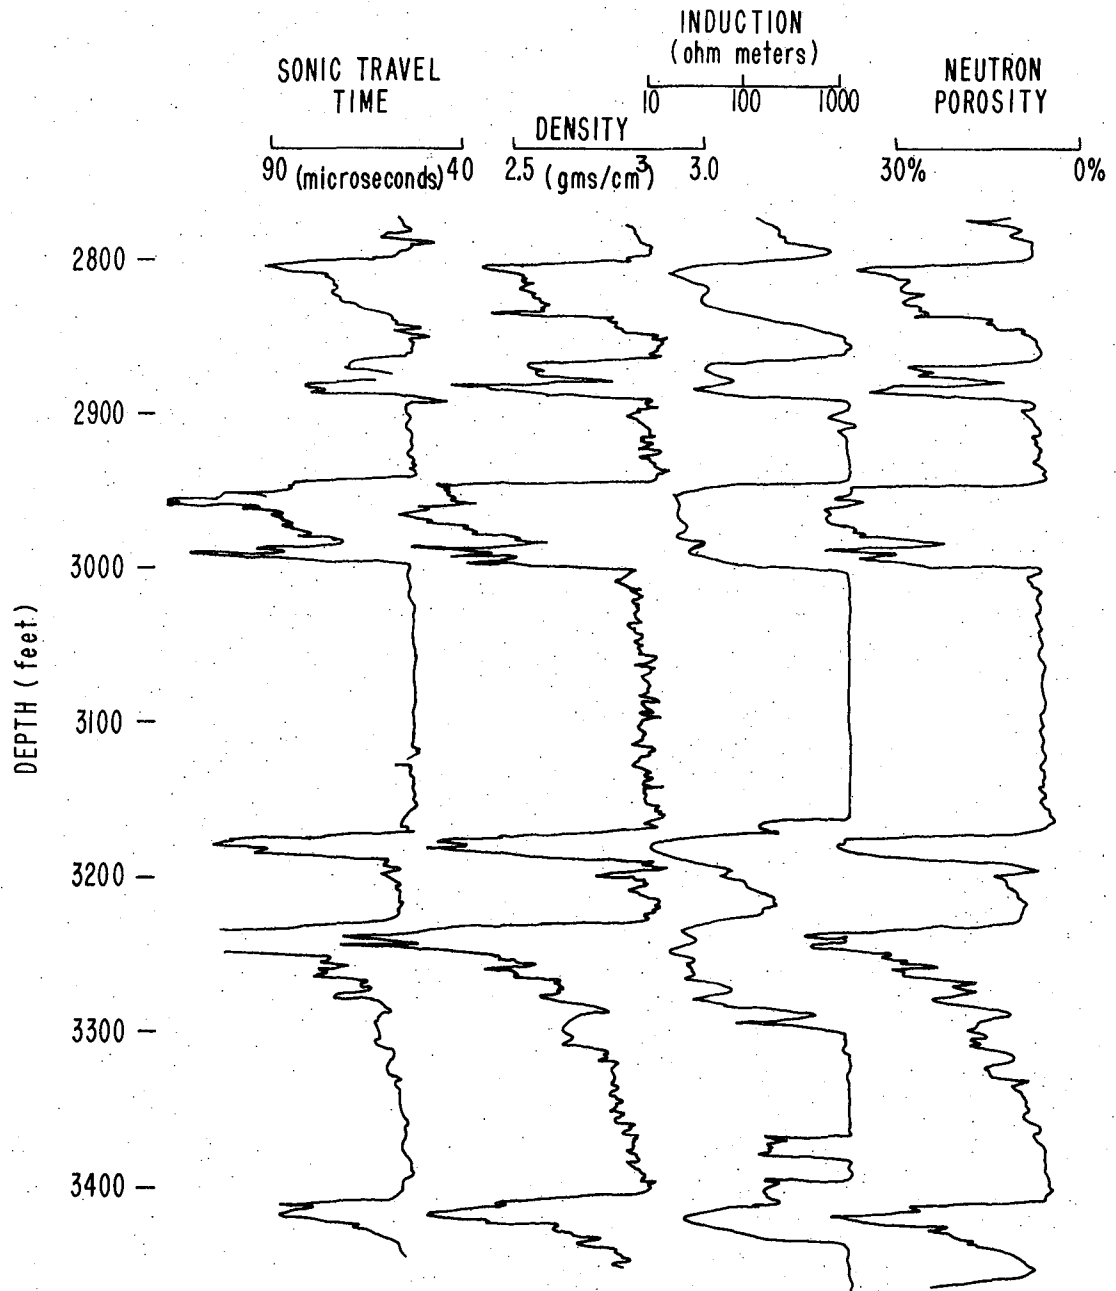 INDUCTION
(ohm meters)
10 100 1000
SONIC TRAVEL
TIME
90 (microseconds) 40
DENSITY
2.5 (gms/cm³) 3.0
NEUTRON
POROSITY
30% 0%
DEPTH (feet)
2800
2900
3000
3100
3200
3300
3400